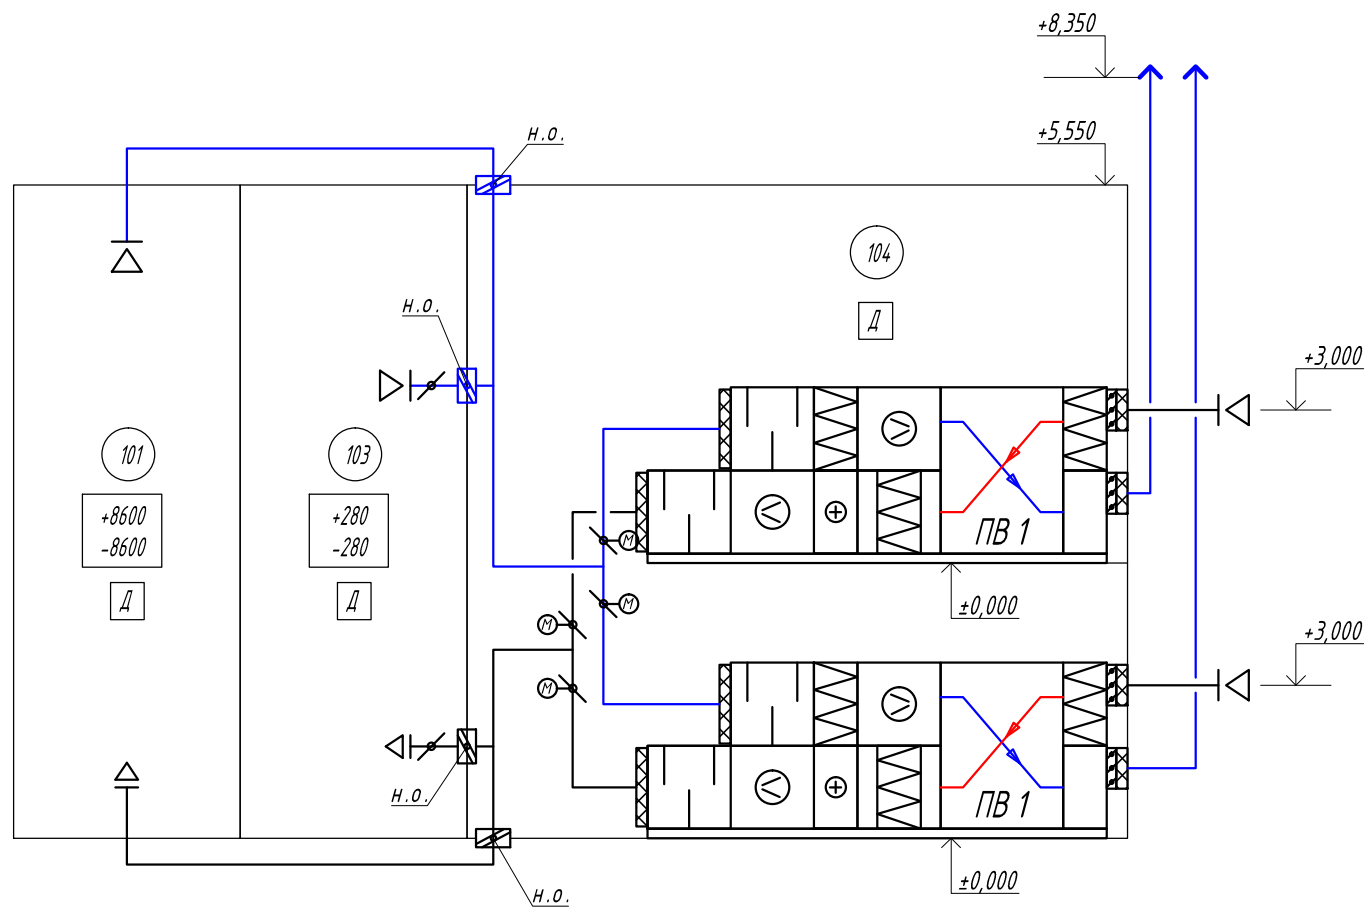 +8,350
+5,550
Н.О.
104
Д
Н.О.
+3,000
101
103
+8600
-8600
+280
-280
Д
Д
ПВ 1
М
М
М
М
±0,000
+3,000
Н.О.
ПВ 1
±0,000
Н.О.